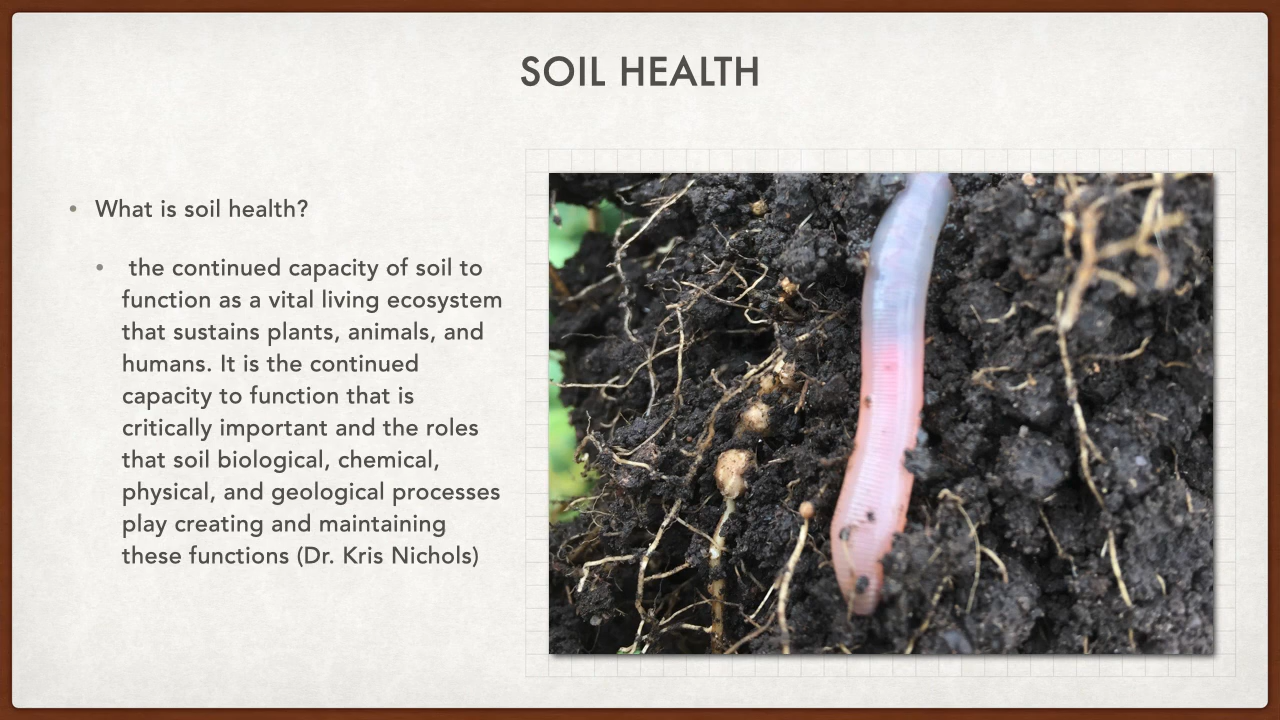 SOIL HEALTH
• What is soil health?
• the continued capacity of soil to
function as a vital living ecosystem
that sustains plants, animals, and
humans. It is the continued
capacity to function that is
critically important and the roles
that soil biological, chemical,
physical, and geological processes
play creating and maintaining
these functions (Dr. Kris Nichols)